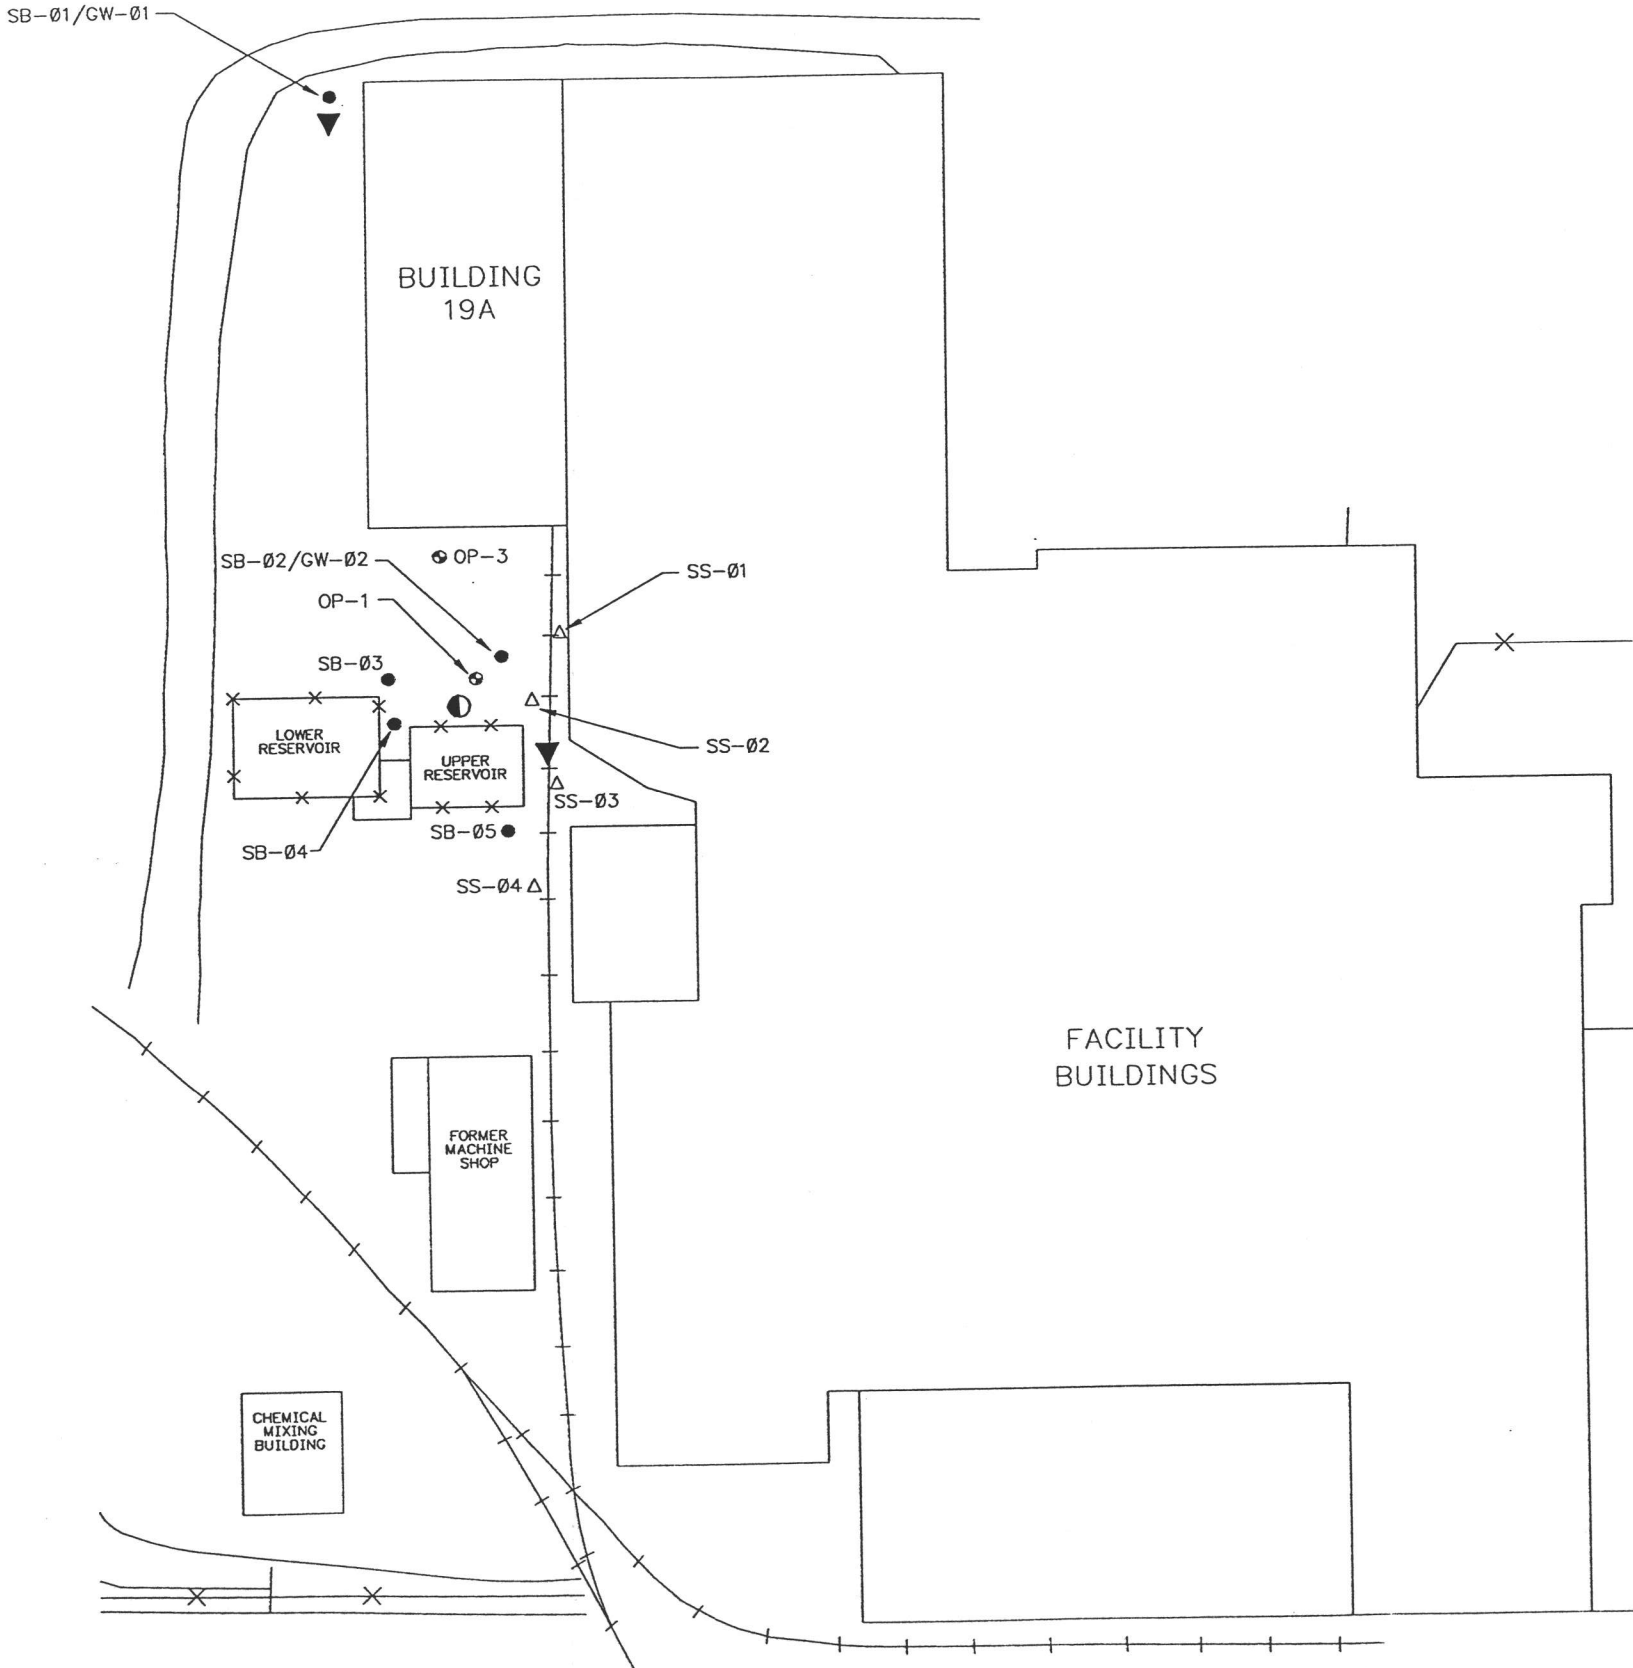 SB-Ø1/GW-Ø1
BUILDING
19A
OP-3
SB-Ø2/GW-Ø2
SS-Ø1
OP-1
SB-Ø3
LOWER
RESERVOIR
SS-Ø2
UPPER
RESERVOIR
SS-Ø3
SB-Ø5
SB-Ø4
SS-Ø4
FACILITY
BUILDINGS
FORMER
MACHINE
SHOP
CHEMICAL
MIXING
BUILDING